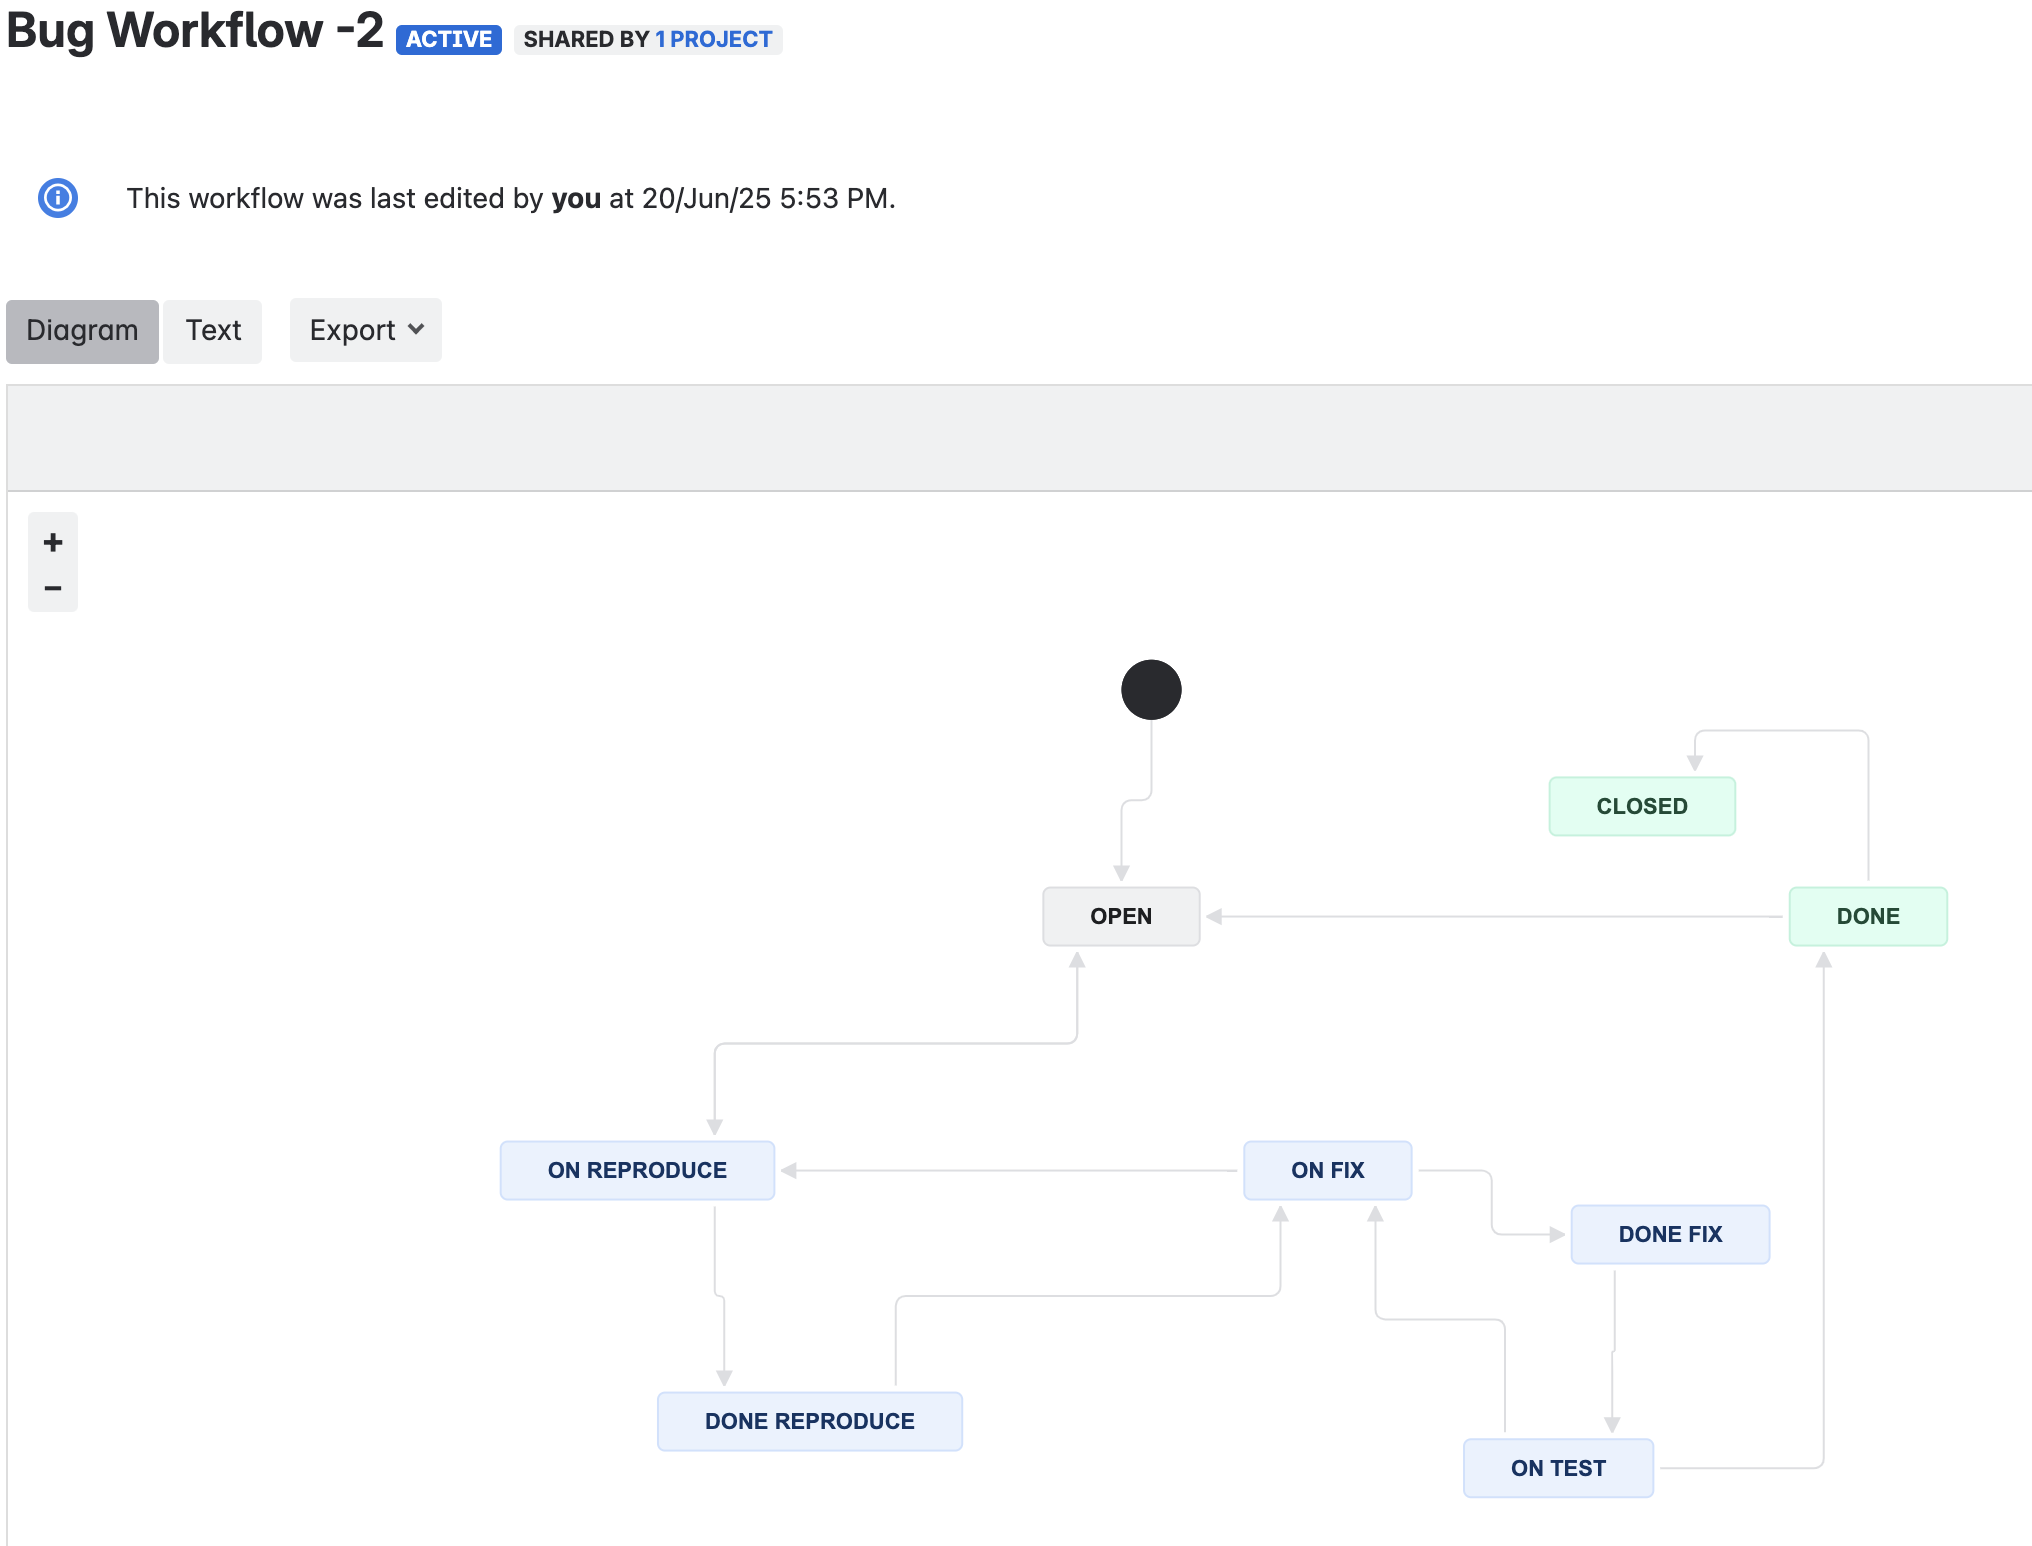 Bug Workflow -2 ACTIVE SHARED BY 1 PROJECT
This workflow was last edited by you at 20/Jun/25 5:53 PM.
Diagram Text Export
+
−
CLOSED
OPEN
DONE
ON REPRODUCE
ON FIX
DONE FIX
DONE REPRODUCE
ON TEST